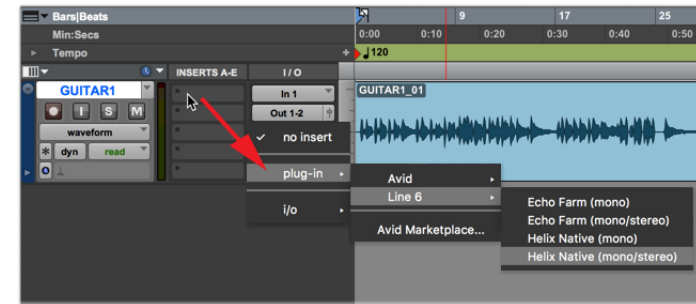 Bars|Beats
9
17
25
Min:Secs
0:00
0:10
0:20
0:30
0:40
0:50
Tempo
+
120
INSERTS A-E
I / O
GUITAR1
In 1
GUITAR1_01
I
S
M
Out 1-2
waveform
✓ no insert
* dyn read
plug-in
Avid
Line 6
Echo Farm (mono)
i/o
Echo Farm (mono/stereo)
Avid Marketplace...
Helix Native (mono)
Helix Native (mono/stereo)